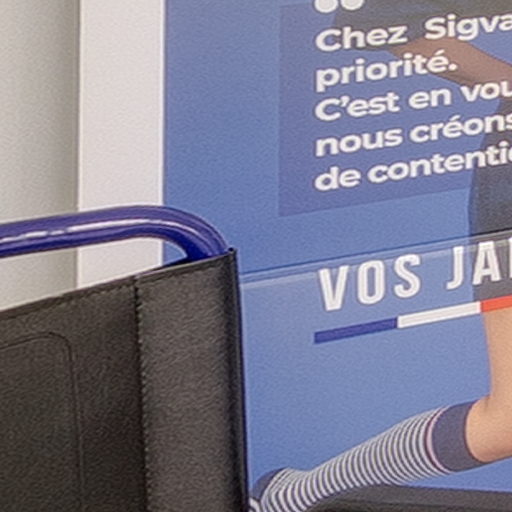 Chez Sigva
priorité.
C'est en vou
nous créons
de contenti
VOS JA